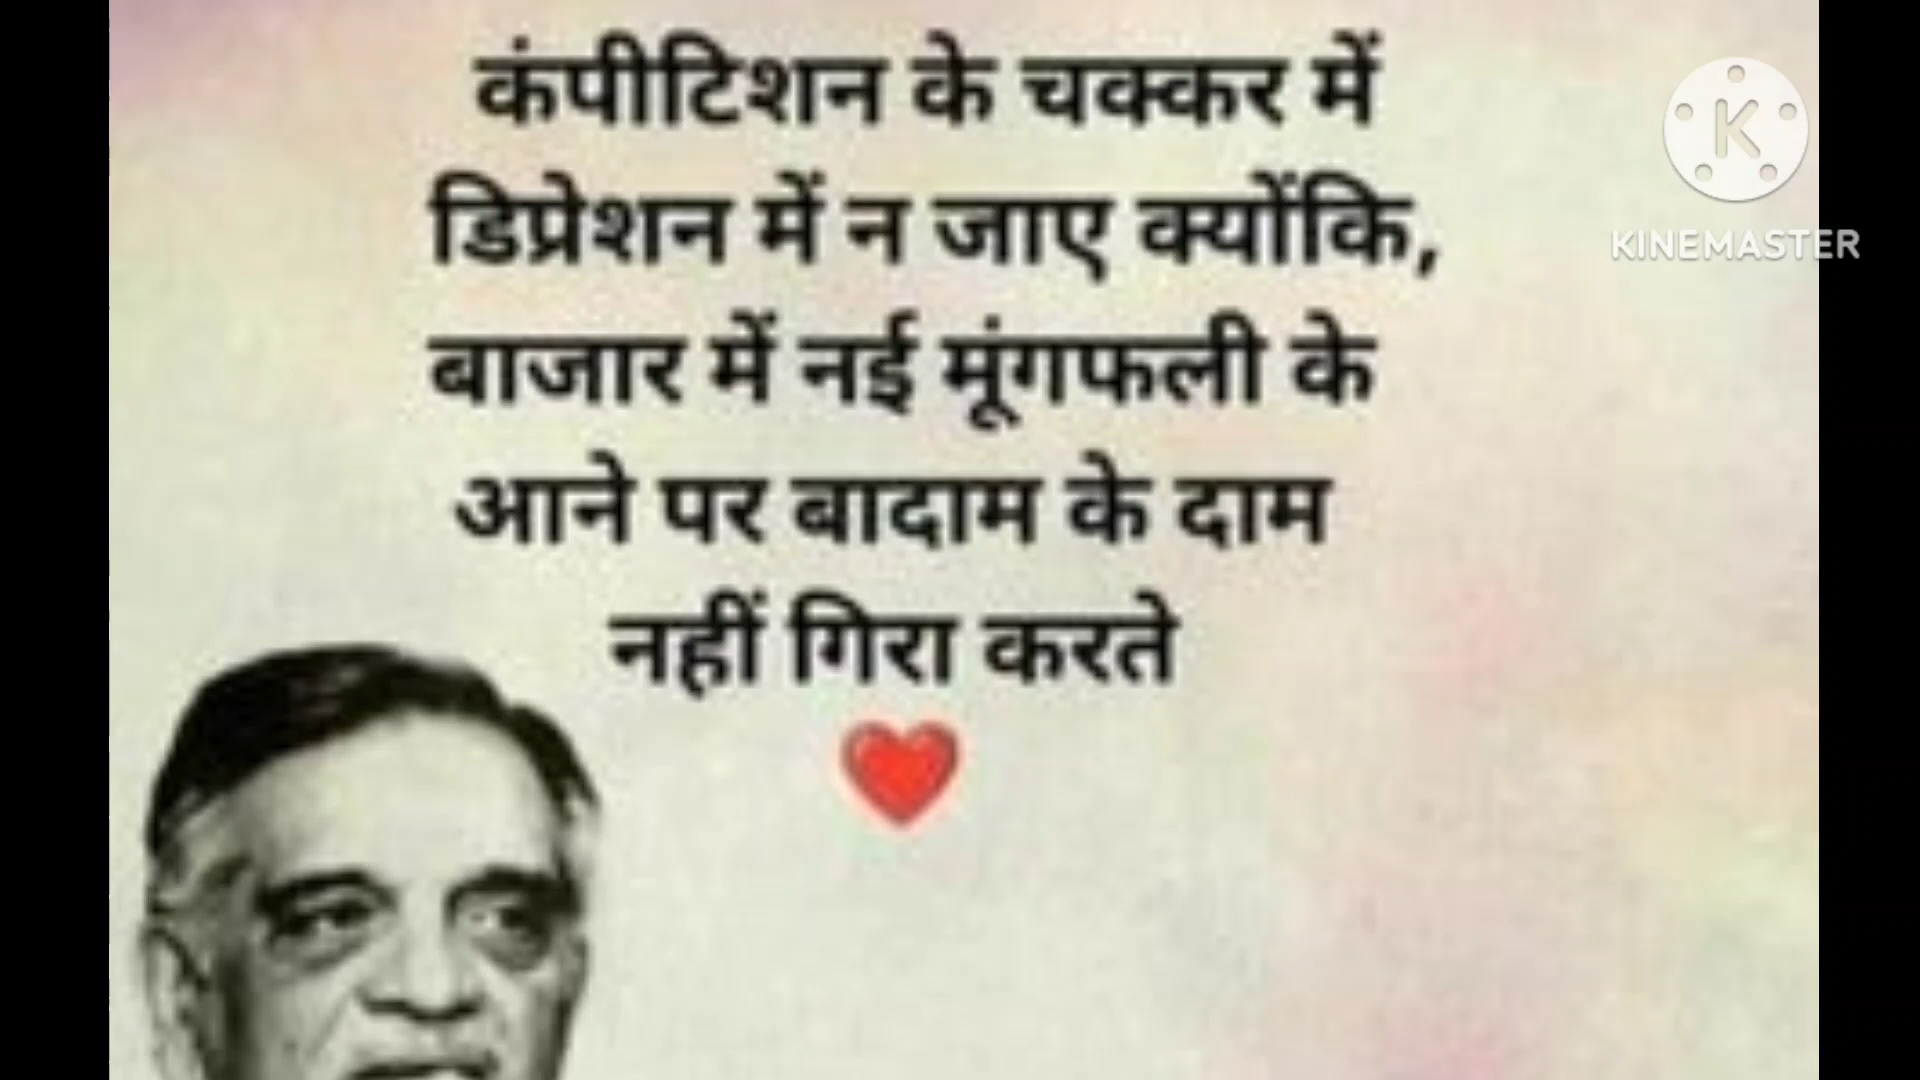 कंपीटिशन के चक्कर में
डिप्रेशन में न जाए क्योंकि,
बाजार में नई मूंगफली के
आने पर बादाम के दाम
नहीं गिरा करते
K
KINEMASTER